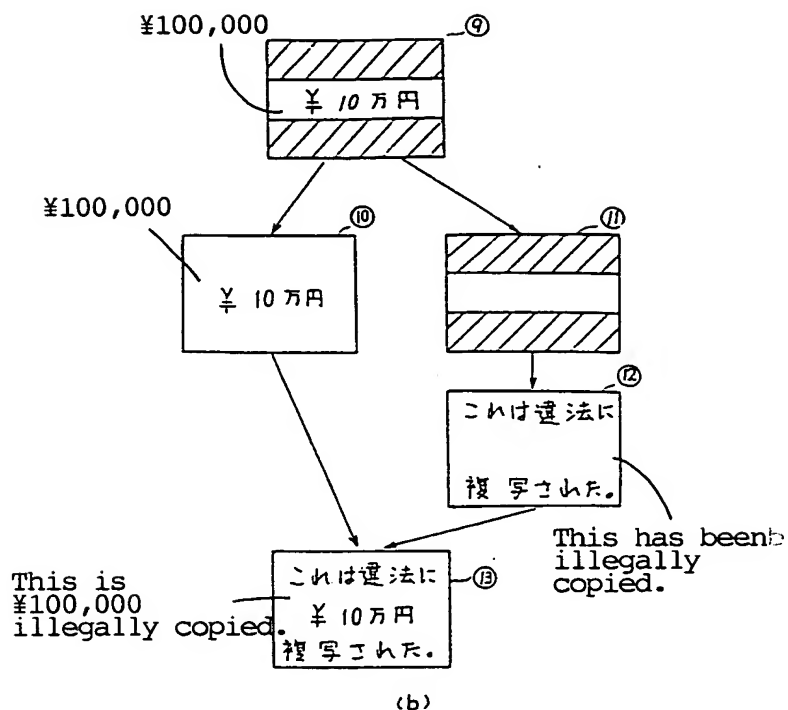 ¥100,000
⑨
¥ 10万円
¥100,000
⑩
⑪
¥ 10万円
⑫
これは違法に
複写された。
This has been
illegally
copied.
⑬
これは違法に
¥ 10万円
複写された。
This is
¥100,000
illegally copied.
(b)